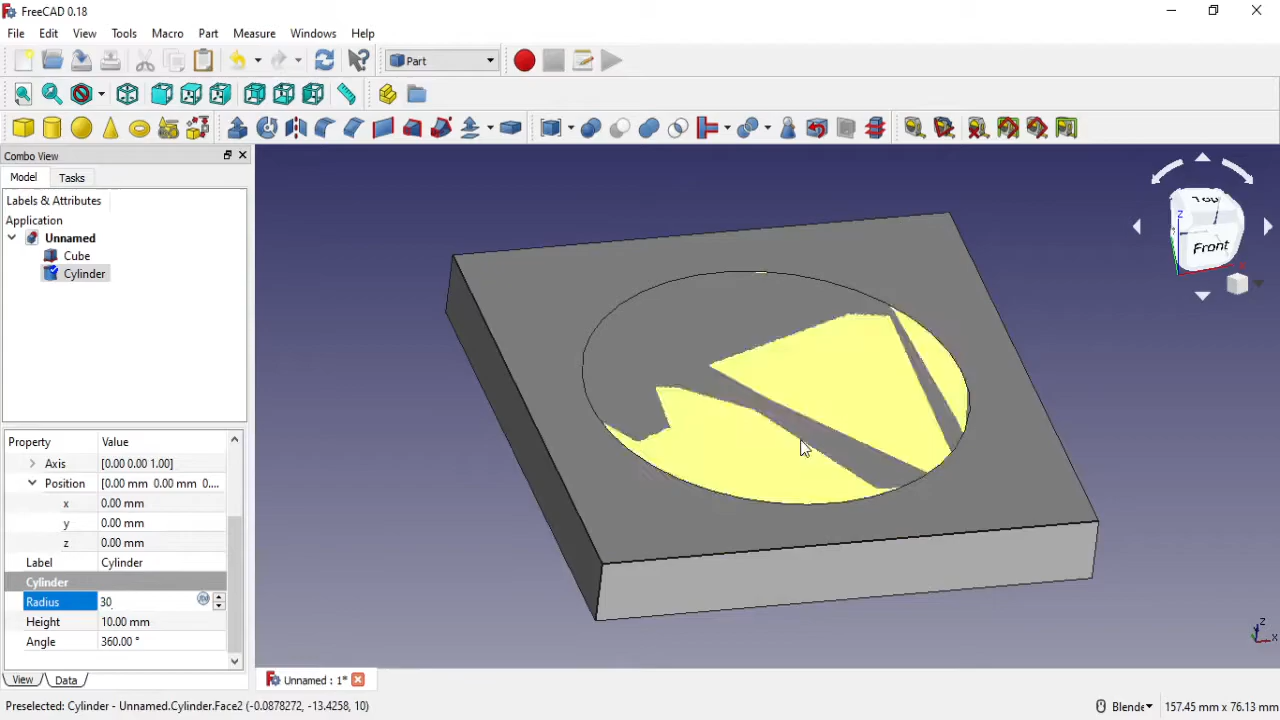 FreeCAD 0.18
File Edit View Tools Macro Part Measure Windows Help
Part
Combo View
Model Tasks
Labels & Attributes
Application
Unnamed
Cube
Cylinder
Front
Z
Property Value
Axis [0.00 0.00 1.00]
Position [0.00 mm 0.00 mm 0....
x 0.00 mm
y 0.00 mm
z 0.00 mm
Label Cylinder
Cylinder
Radius 30
Height 10.00 mm
Angle 360.00 °
View Data
Unnamed : 1*
Z
X
Preselected: Cylinder - Unnamed.Cylinder.Face2 (-0.0878272, -13.4258, 10)
Blende
157.45 mm x 76.13 mm